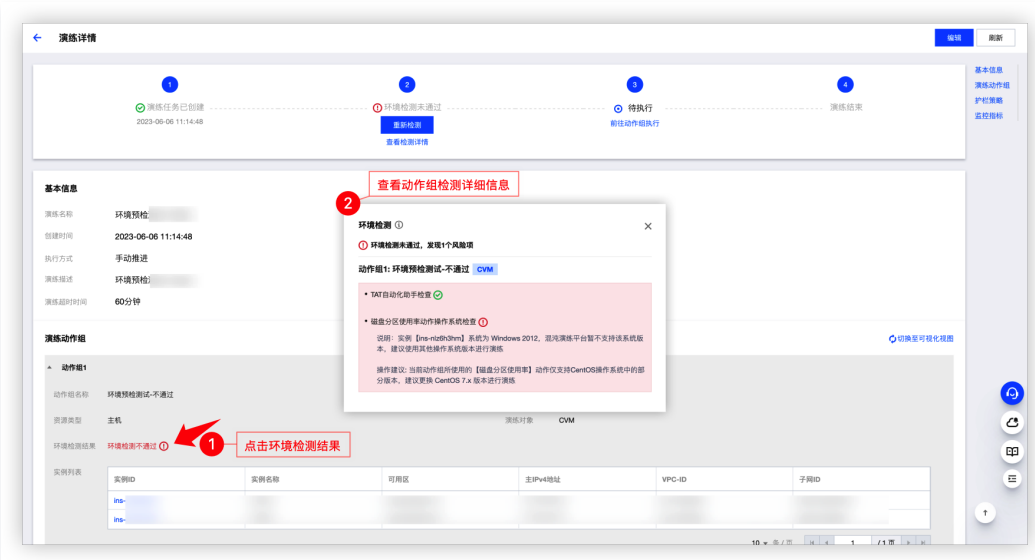 演练详情
编辑
刷新
基本信息
演练动作组
护栏策略
监控指标
1
2
3
4
演练任务已创建
环境检测未通过
待执行
演练结束
2023-06-06 11:14:48
重新检测
前往动作组执行
查看检测详情
基本信息
查看动作组检测详细信息
2
演练名称
环境预检
创建时间
2023-06-06 11:14:48
执行方式
手动推进
演练描述
环境预检
演练超时时间
60分钟
环境检测
环境检测未通过，发现1个风险项
动作组1: 环境预检测试-不通过 CVM
• TAT自动化助手检查
• 磁盘分区使用率动作操作系统检查
说明：实例【ins-niz6h3hm】系统为 Windows 2012，混沌演练平台暂不支持该系统版
本，建议使用其他操作系统版本进行演练
操作建议: 当前动作组所使用的【磁盘分区使用率】动作仅支持CentOS操作系统中的部
分版本，建议更换 CentOS 7.x 版本进行演练
演练动作组
切换至可视化视图
动作组1
动作组名称
环境预检测试-不通过
资源类型
主机
演练对象
CVM
环境检测结果
环境检测不通过
1
点击环境检测结果
实例列表
实例ID
实例名称
可用区
主IPv4地址
VPC-ID
子网ID
ins-
ins-
10 条 / 页
1
/ 1 页